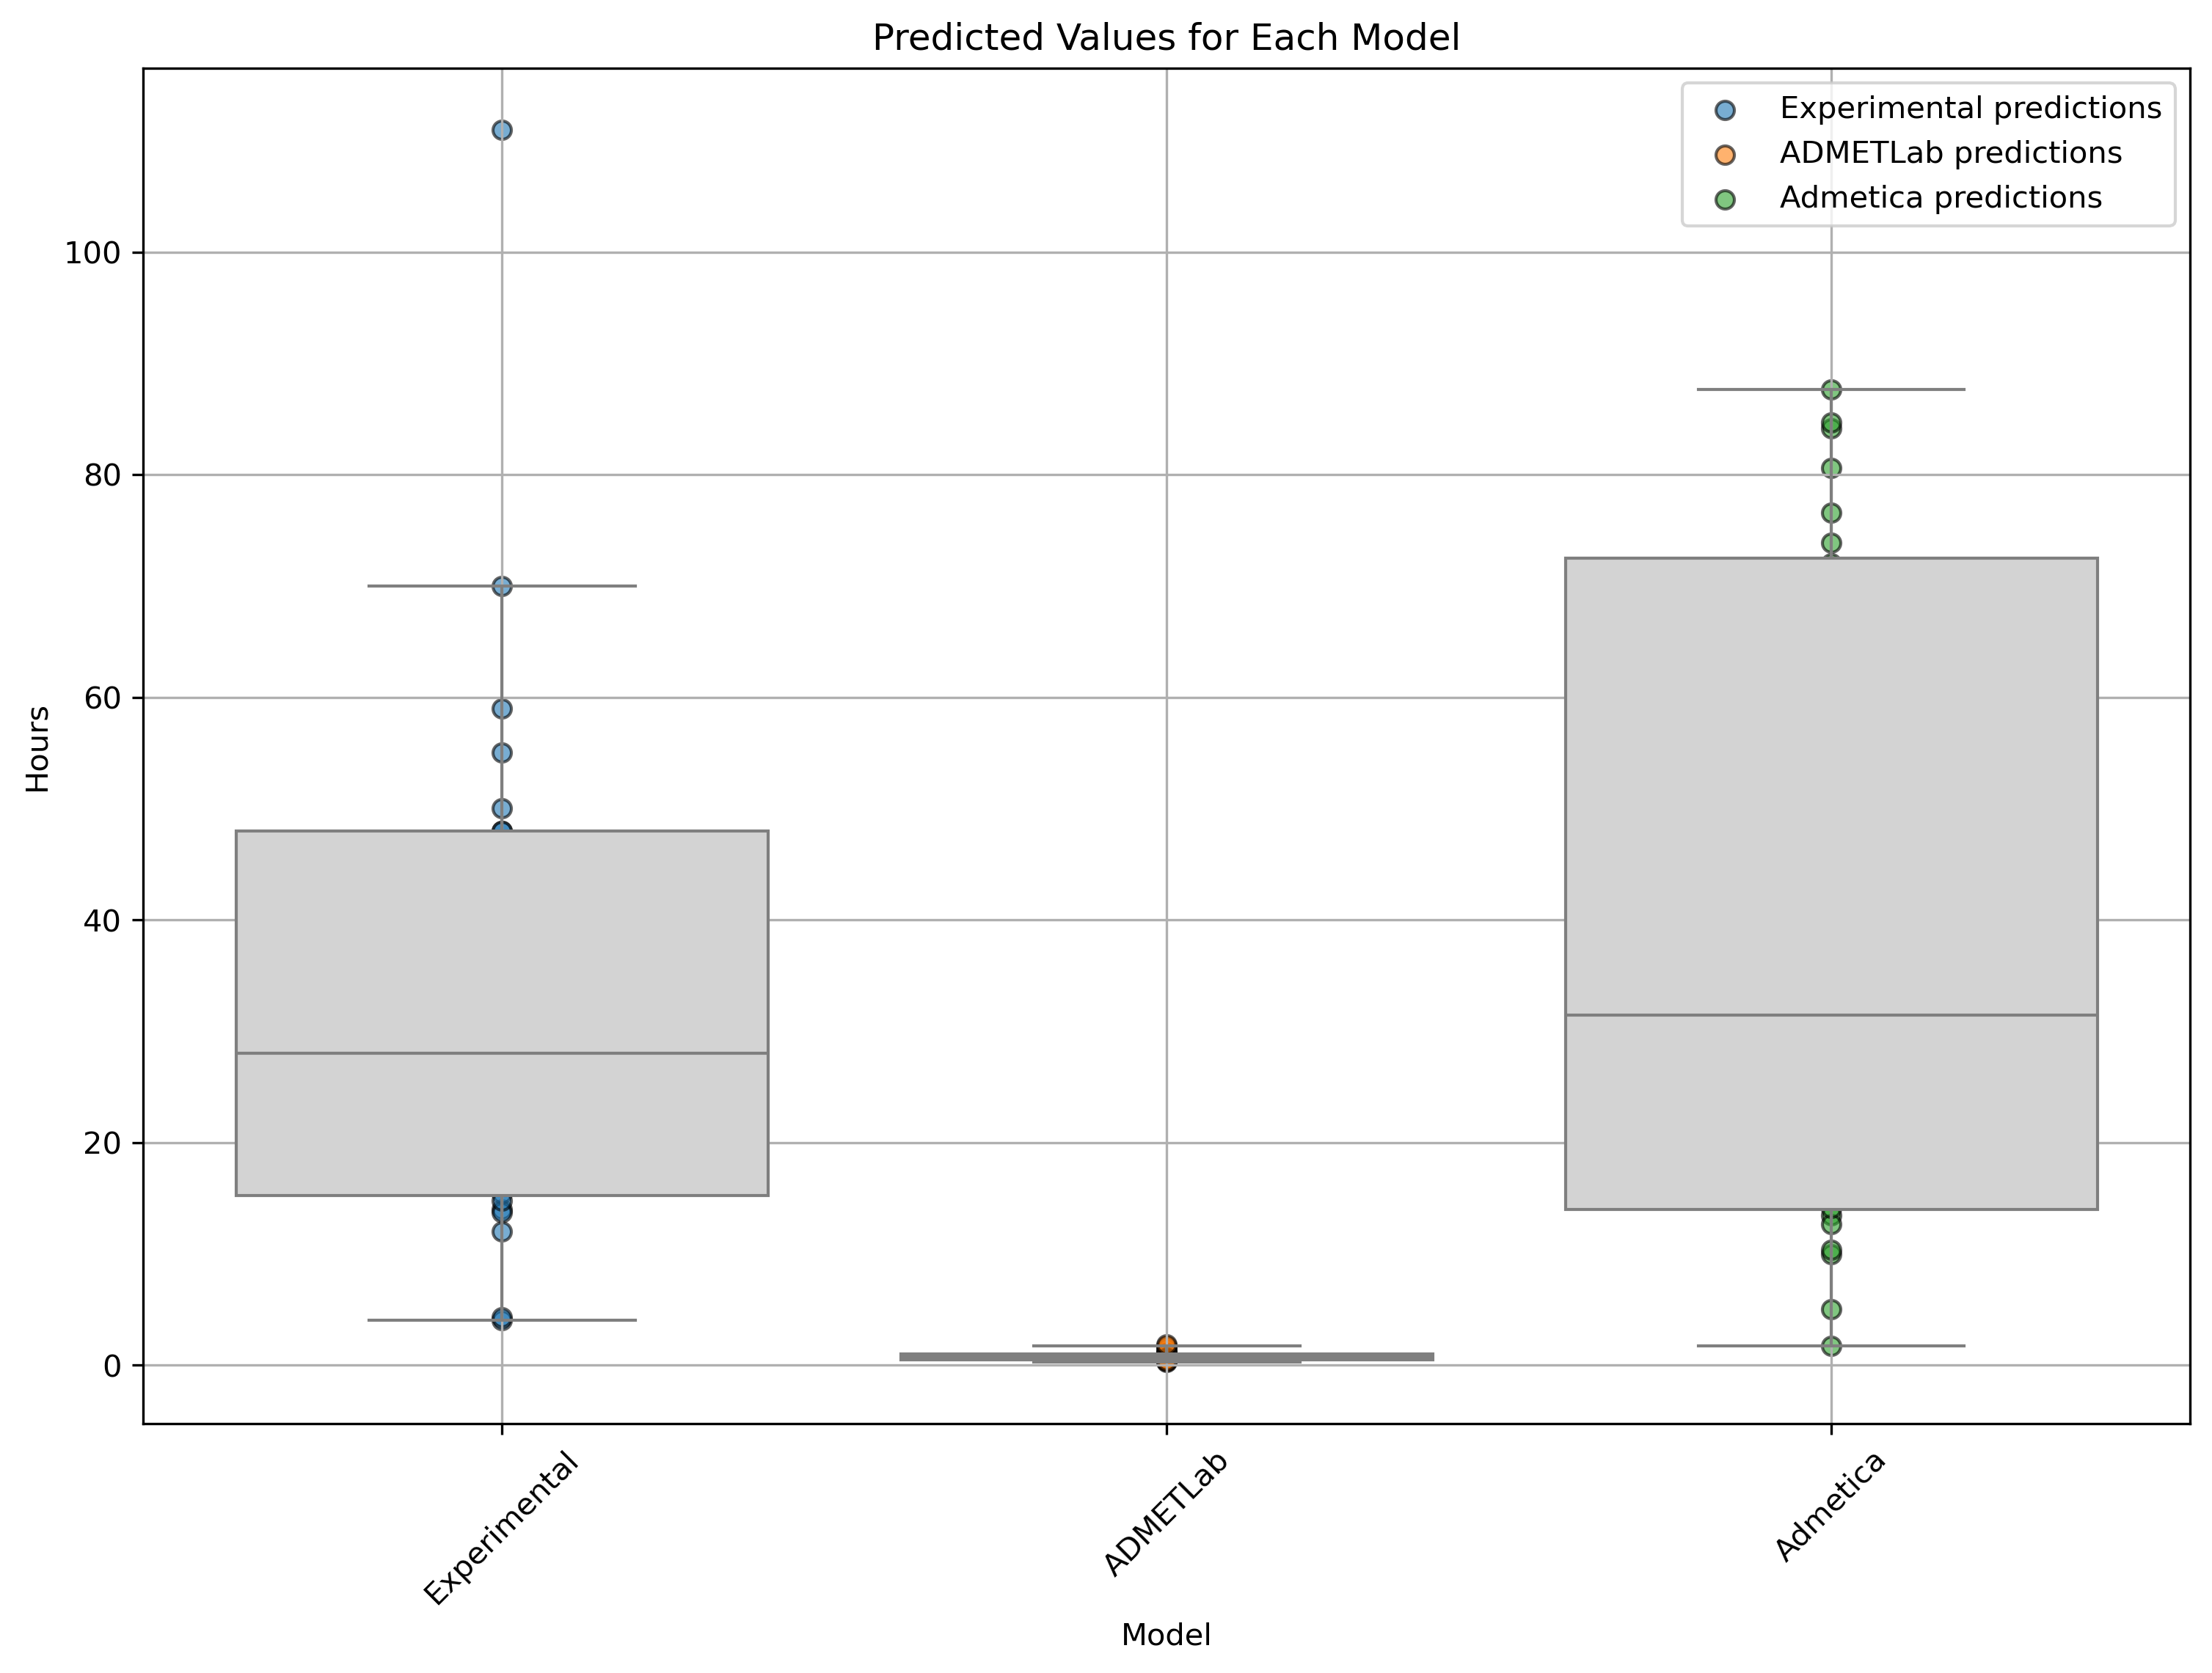 Predicted Values for Each Model
Experimental predictions
ADMETLab predictions
Admetica predictions
100
80
60
40
20
0
Hours
Experimental
ADMETLab
Admetica
Model